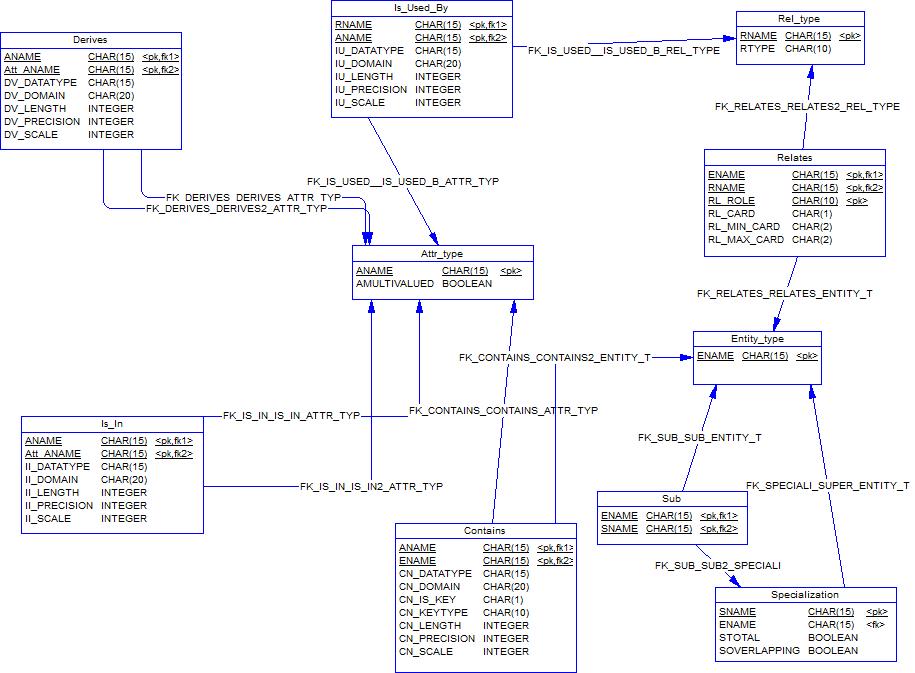 Is_Used_By
RNAME CHAR(15) <pk,fk1>
ANAME CHAR(15) <pk,fk2>
IU_DATATYPE CHAR(15)
IU_DOMAIN CHAR(20)
IU_LENGTH INTEGER
IU_PRECISION INTEGER
IU_SCALE INTEGER
Rel_type
RNAME CHAR(15) <pk>
RTYPE CHAR(10)
Derives
ANAME CHAR(15) <pk,fk1>
Att_ANAME CHAR(15) <pk,fk2>
DV_DATATYPE CHAR(15)
DV_DOMAIN CHAR(20)
DV_LENGTH INTEGER
DV_PRECISION INTEGER
DV_SCALE INTEGER
FK_IS_USED__IS_USED_B_REL_TYPE
FK_RELATES_RELATES2_REL_TYPE
Relates
ENAME CHAR(15) <pk,fk1>
RNAME CHAR(15) <pk,fk2>
RL_ROLE CHAR(10) <pk>
RL_CARD CHAR(1)
RL_MIN_CARD CHAR(2)
RL_MAX_CARD CHAR(2)
FK_IS_USED__IS_USED_B_ATTR_TYP
FK_DERIVES_DERIVES_ATTR_TYP
FK_DERIVES_DERIVES2_ATTR_TYP
Attr_type
ANAME CHAR(15) <pk>
AMULTIVALUED BOOLEAN
FK_RELATES_RELATES_ENTITY_T
Entity_type
ENAME CHAR(15) <pk>
FK_CONTAINS_CONTAINS2_ENTITY_T
FK_IS_IN_IS_IN_ATTR_TYP
FK_CONTAINS_CONTAINS_ATTR_TYP
Is_In
ANAME CHAR(15) <pk,fk1>
Att_ANAME CHAR(15) <pk,fk2>
II_DATATYPE CHAR(15)
II_DOMAIN CHAR(20)
II_LENGTH INTEGER
II_PRECISION INTEGER
II_SCALE INTEGER
FK_IS_IN_IS_IN2_ATTR_TYP
FK_SUB_SUB_ENTITY_T
FK_SPECIALI_SUPER_ENTITY_T
Sub
ENAME CHAR(15) <pk,fk1>
SNAME CHAR(15) <pk,fk2>
FK_SUB_SUB2_SPECIALI
Contains
ANAME CHAR(15) <pk,fk1>
ENAME CHAR(15) <pk,fk2>
CN_DATATYPE CHAR(15)
CN_DOMAIN CHAR(20)
CN_IS_KEY CHAR(1)
CN_KEYTYPE CHAR(10)
CN_LENGTH INTEGER
CN_PRECISION INTEGER
CN_SCALE INTEGER
Specialization
SNAME CHAR(15) <pk>
ENAME CHAR(15) <fk>
STOTAL BOOLEAN
SOVERLAPPING BOOLEAN